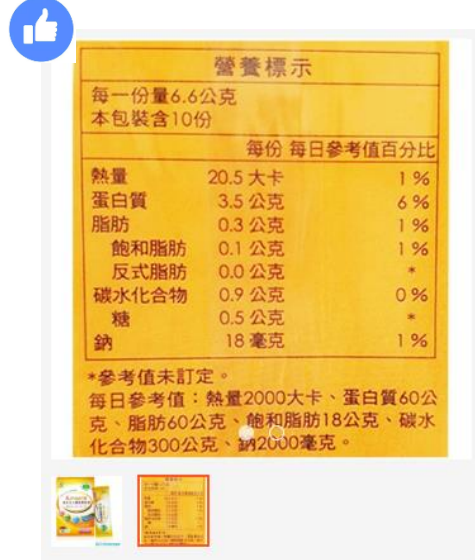 營養標示
每一份量6.6公克
本包裝含10份
每份 每日參考值百分比
熱量 20.5 大卡 1 %
蛋白質 3.5 公克 6 %
脂肪 0.3 公克 1 %
飽和脂肪 0.1 公克 1 %
反式脂肪 0.0 公克 *
碳水化合物 0.9 公克 0 %
糖 0.5 公克 *
鈉 18 毫克 1 %
*參考值未訂定。
每日參考值：熱量2000大卡、蛋白質60公
克、脂肪60公克、飽和脂肪18公克、碳水
化合物300公克、鈉2000毫克。